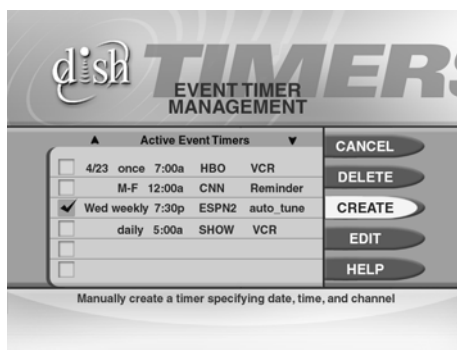 dish
TIMERS
EVENT TIMER
MANAGEMENT
Active Event Timers
4/23 once 7:00a HBO VCR
M-F 12:00a CNN Reminder
Wed weekly 7:30p ESPN2 auto_tune
daily 5:00a SHOW VCR
CANCEL
DELETE
CREATE
EDIT
HELP
Manually create a timer specifying date, time, and channel